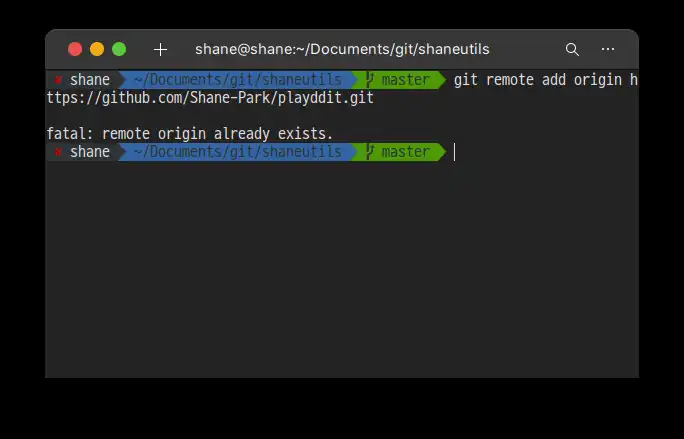 shane@shane:~/Documents/git/shaneutils
shane ~/Documents/git/shaneutils master git remote add origin h
ttps://github.com/Shane-Park/playddit.git
fatal: remote origin already exists.
shane ~/Documents/git/shaneutils master